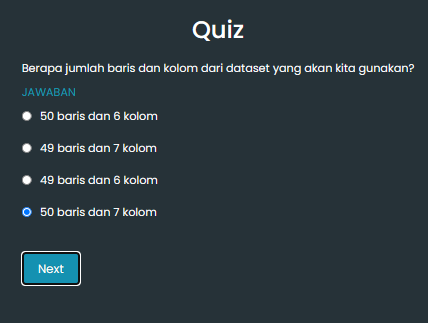 Quiz
Berapa jumlah baris dan kolom dari dataset yang akan kita gunakan?
JAWABAN
50 baris dan 6 kolom
49 baris dan 7 kolom
49 baris dan 6 kolom
50 baris dan 7 kolom
Next